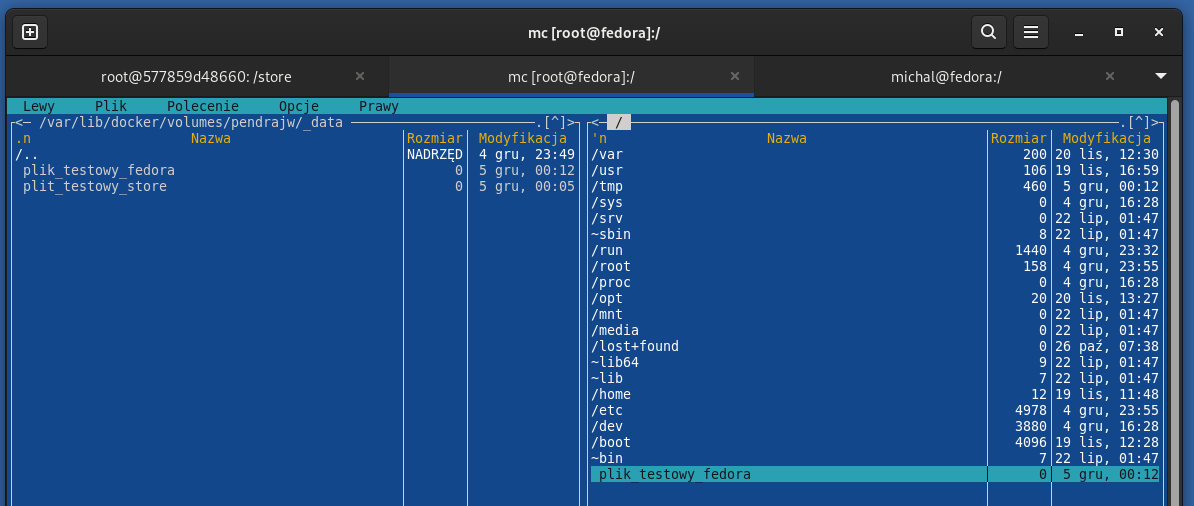 mc [root@fedora]:/
root@577859d48660: /store
mc [root@fedora]:/
michal@fedora:/
Lewy Plik Polecenie Opcje Prawy
<─ /var/lib/docker/volumes/pendrajw/_data .[^]>
.n Nazwa Rozmiar Modyfikacja
/.. NADRZĘD 4 gru, 23:49
plik_testowy_fedora 0 5 gru, 00:12
plit_testowy_store 0 5 gru, 00:05
<─ / .[^]>
'n Nazwa Rozmiar Modyfikacja
/var 200 20 lis, 12:30
/usr 106 19 lis, 16:59
/tmp 460 5 gru, 00:12
/sys 0 4 gru, 16:28
/srv 0 22 lip, 01:47
~sbin 8 22 lip, 01:47
/run 1440 4 gru, 23:32
/root 158 4 gru, 23:55
/proc 0 4 gru, 16:28
/opt 20 20 lis, 13:27
/mnt 0 22 lip, 01:47
/media 0 22 lip, 01:47
/lost+found 0 26 paź, 07:38
~lib64 9 22 lip, 01:47
~lib 7 22 lip, 01:47
/home 12 19 lis, 11:48
/etc 4978 4 gru, 23:55
/dev 3880 4 gru, 16:28
/boot 4096 19 lis, 12:28
~bin 7 22 lip, 01:47
plik_testowy_fedora 0 5 gru, 00:12